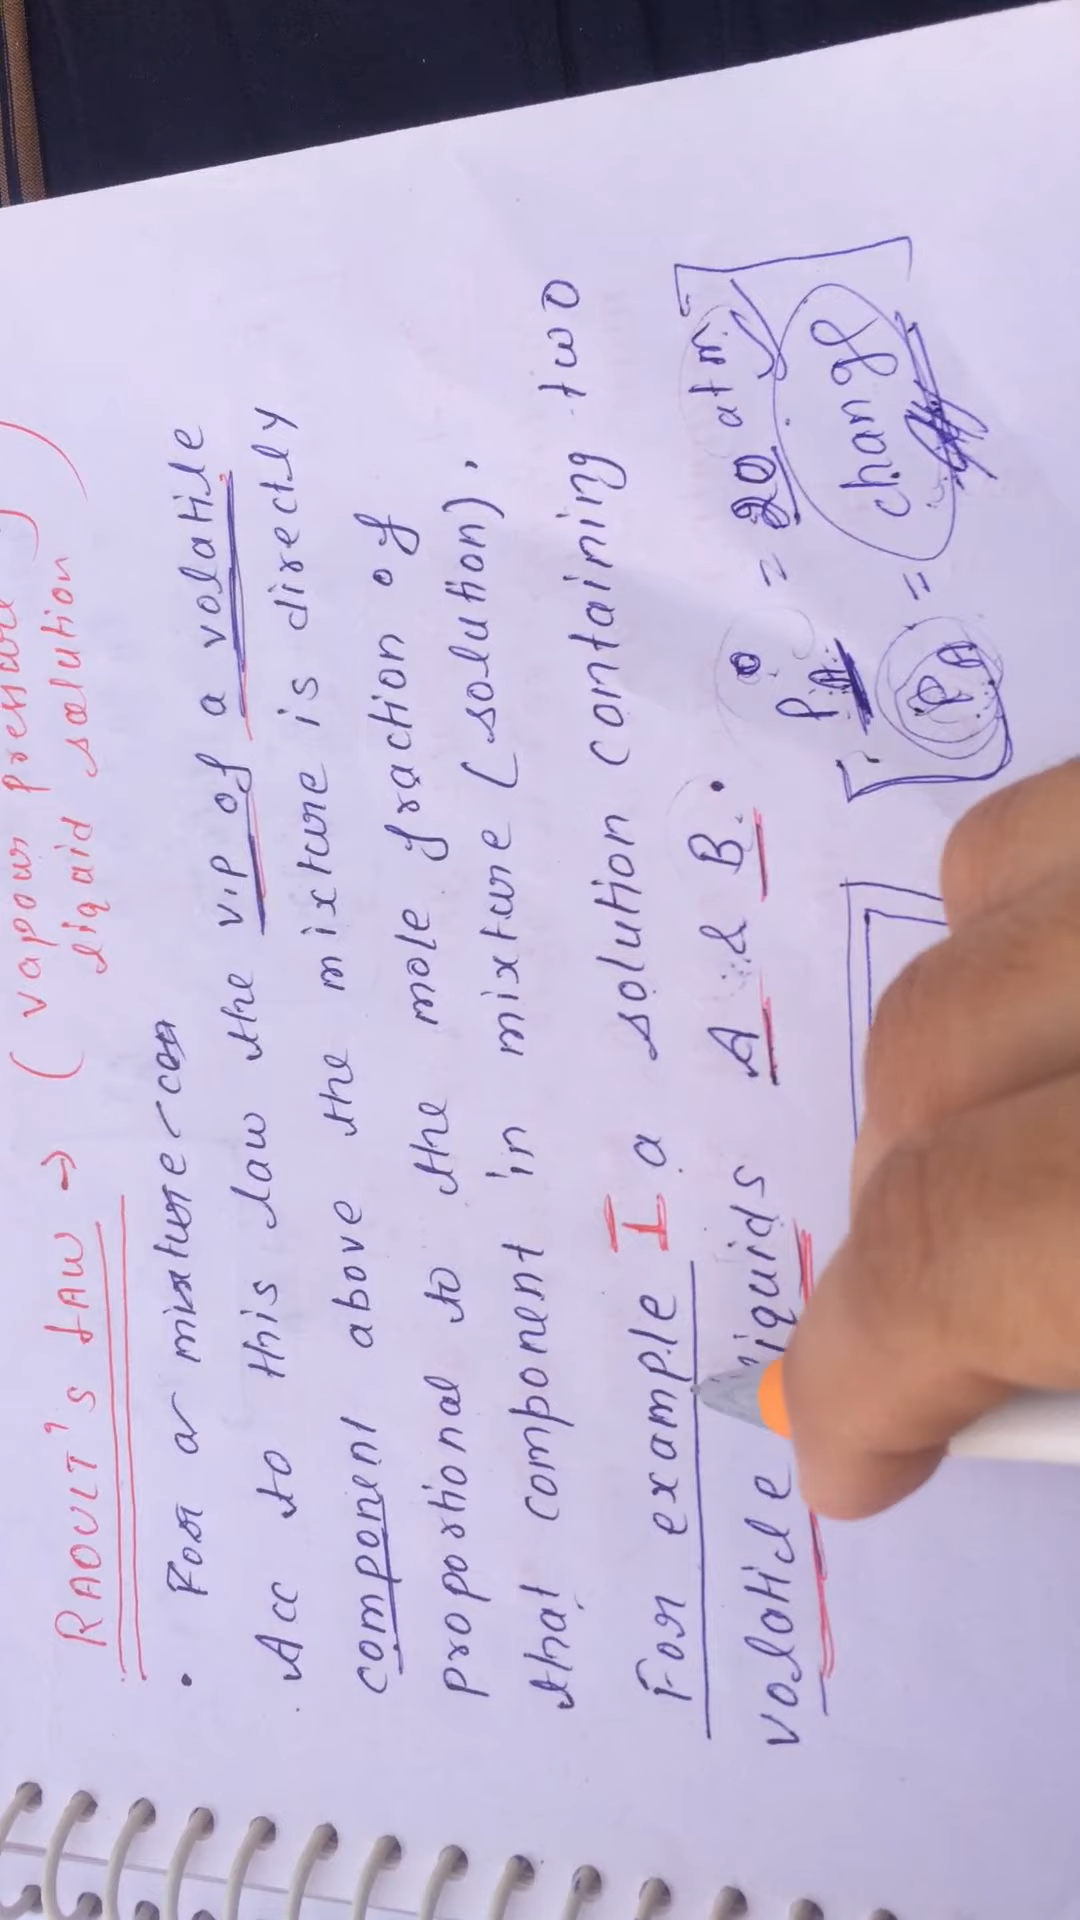 RAOULT'S LAW → ( vapour pressure
liquid solution )
• For a mixture
Acc to this law the V.P of a volatile
component above the mixture is directly
proportional to the mole fraction of
that component in mixture (solution).
For example I a solution containing two
volatile liquids A & B.
P°A = 20 atm
PA = change